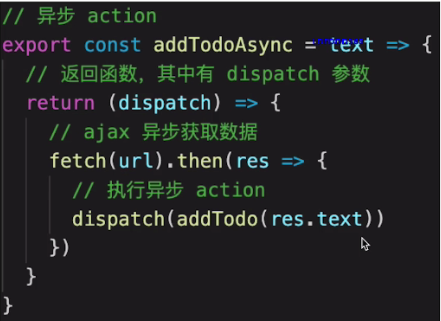 // 异步 action
export const addTodoAsync = text => {
// 返回函数，其中有 dispatch 参数
return (dispatch) => {
// ajax 异步获取数据
fetch(url).then(res => {
// 执行异步 action
dispatch(addTodo(res.text))
})
}
}